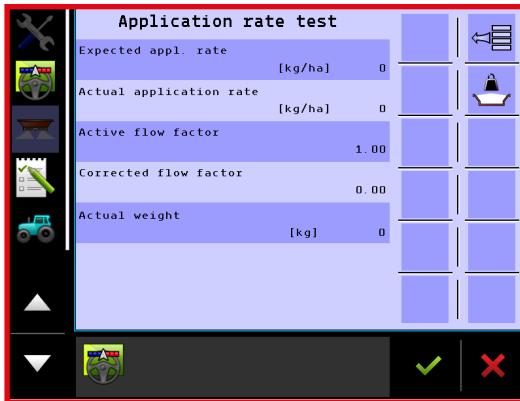 Application rate test
Expected appl. rate
[kg/ha] 0
Actual application rate
[kg/ha] 0
Active flow factor
1.00
Corrected flow factor
0.00
Actual weight
[kg] 0